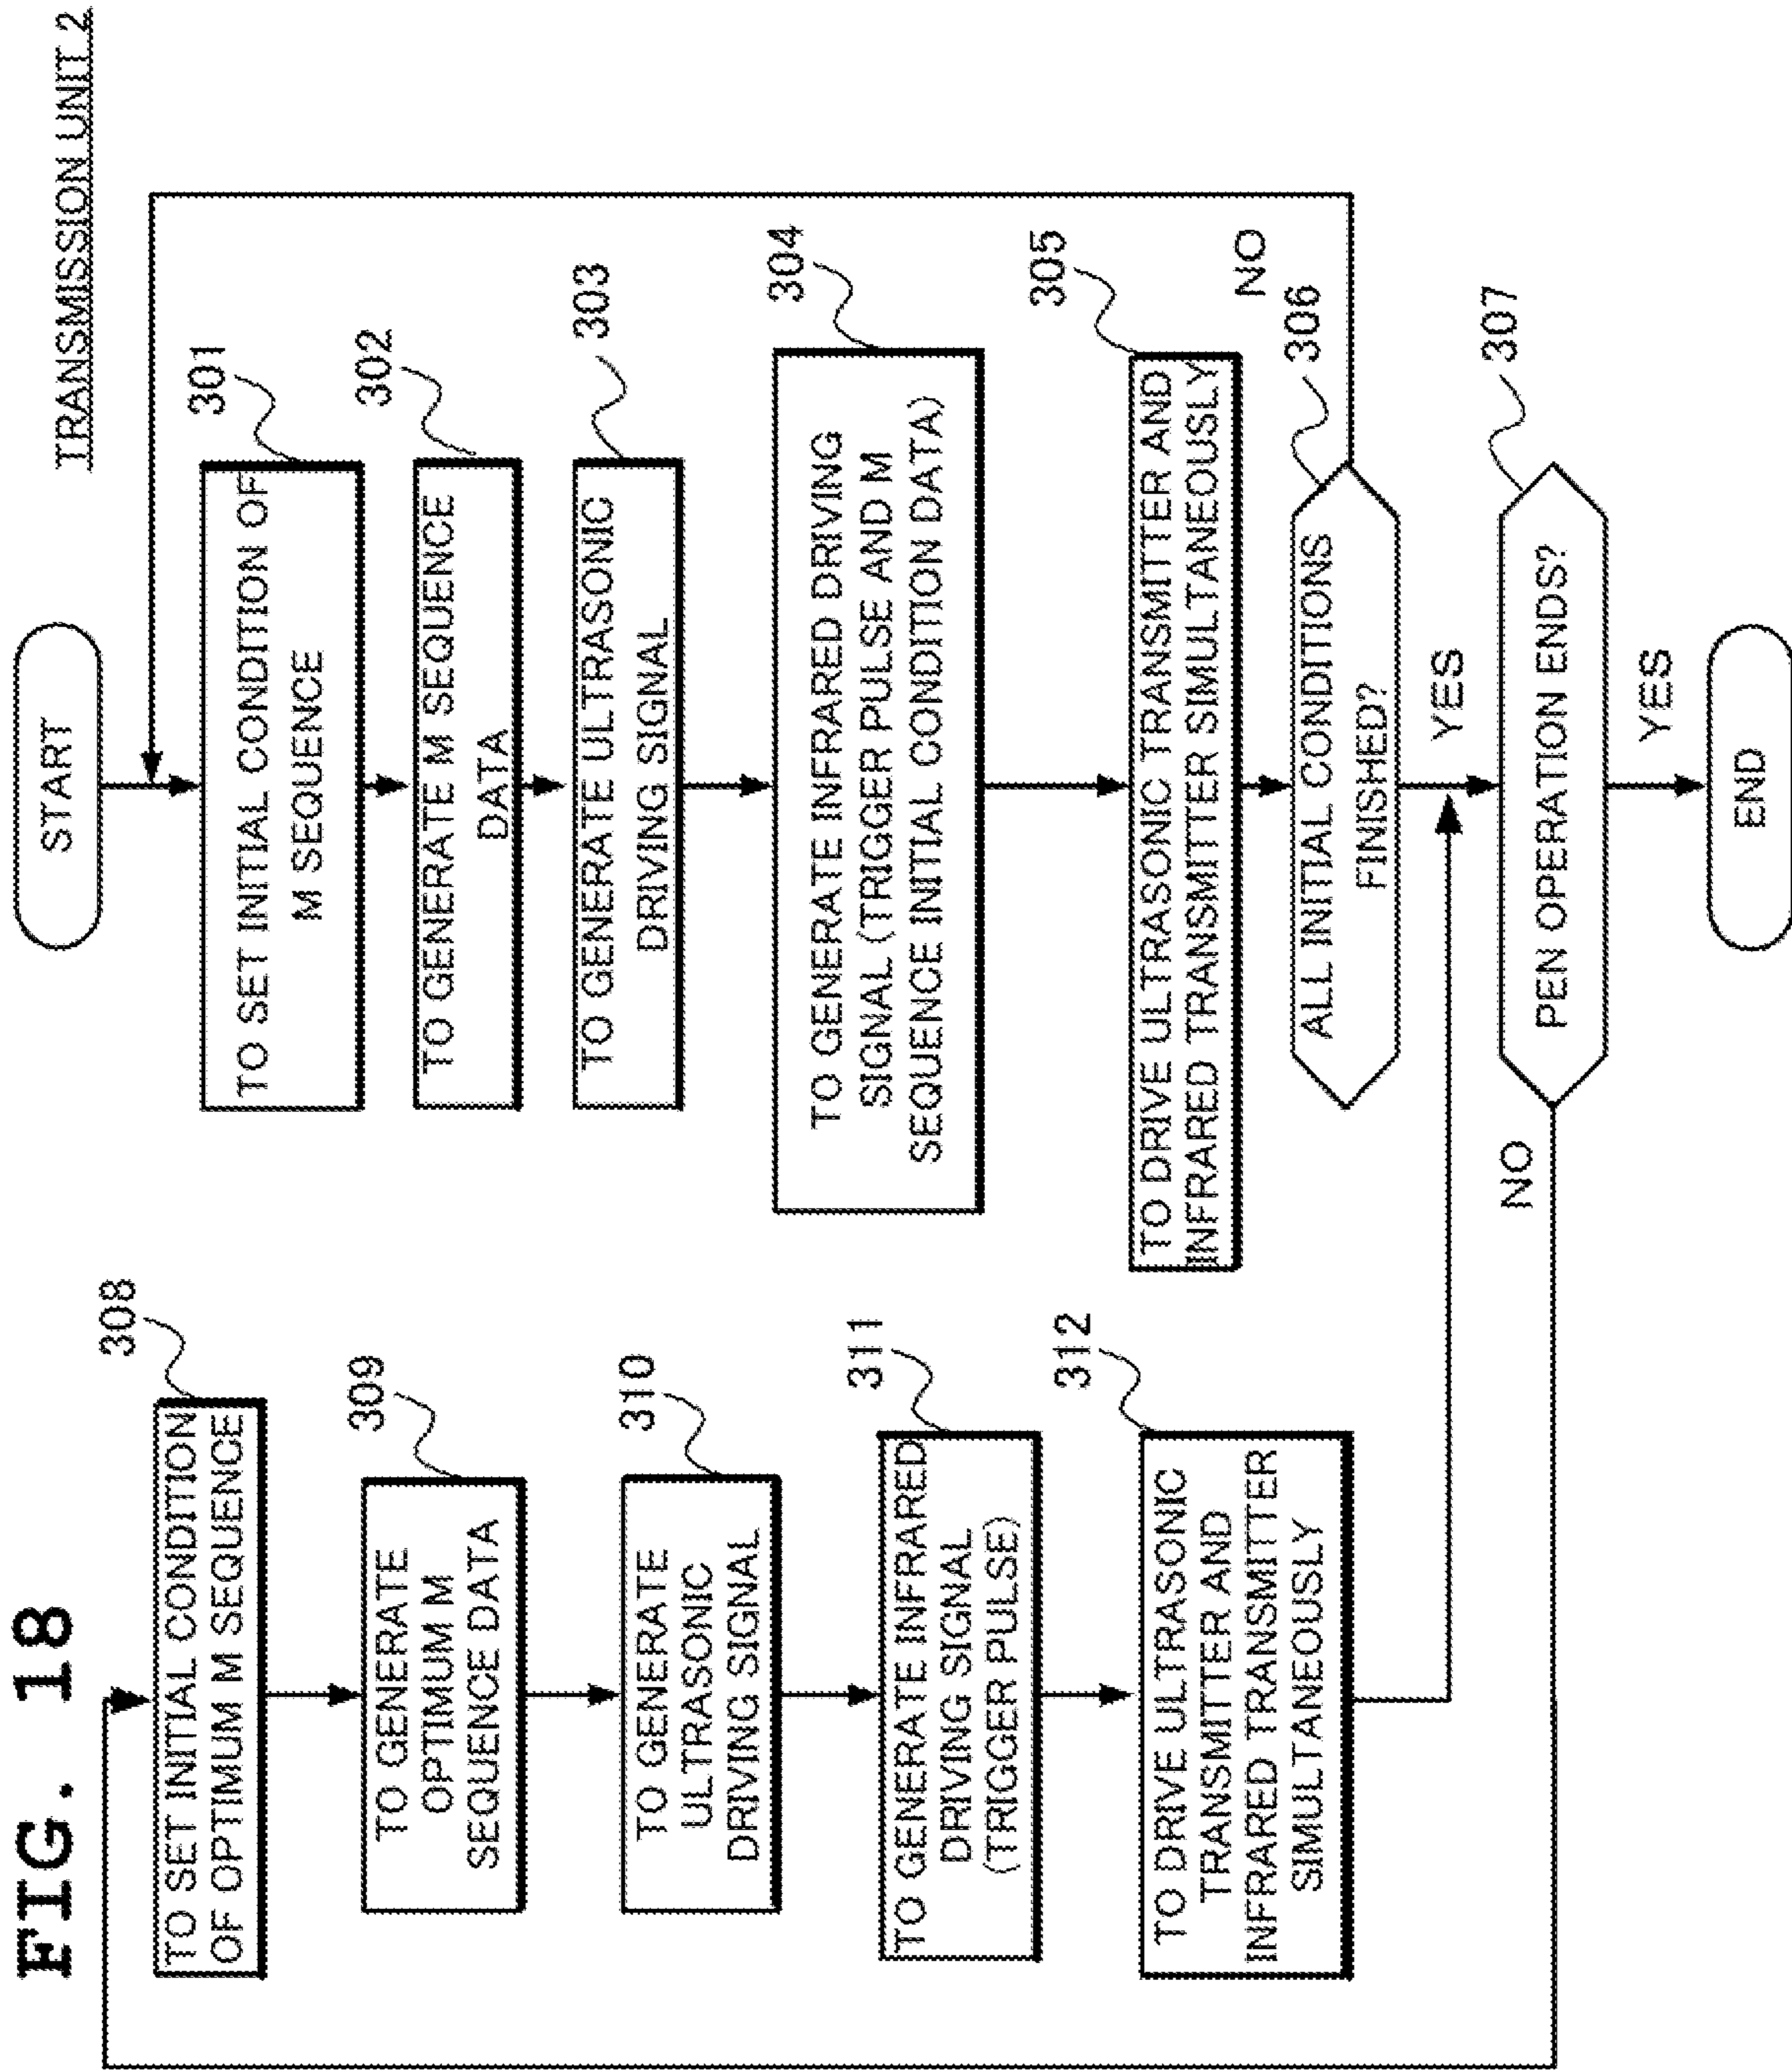 FIG. 18
TRANSMISSION UNIT 2
START
TO SET INITIAL CONDITION OF
M SEQUENCE
301
TO GENERATE M SEQUENCE
DATA
302
TO GENERATE ULTRASONIC
DRIVING SIGNAL
303
TO GENERATE INFRARED DRIVING
SIGNAL (TRIGGER PULSE AND M
SEQUENCE INITIAL CONDITION DATA)
304
TO DRIVE ULTRASONIC TRANSMITTER AND
INFRARED TRANSMITTER SIMULTANEOUSLY
305
ALL INITIAL CONDITIONS
FINISHED?
306
NO
YES
PEN OPERATION ENDS?
307
NO
YES
END
TO SET INITIAL CONDITION
OF OPTIMUM M SEQUENCE
308
TO GENERATE
OPTIMUM M
SEQUENCE DATA
309
TO GENERATE
ULTRASONIC
DRIVING SIGNAL
310
TO GENERATE INFRARED
DRIVING SIGNAL
(TRIGGER PULSE)
311
TO DRIVE ULTRASONIC
TRANSMITTER AND
INFRARED TRANSMITTER
SIMULTANEOUSLY
312